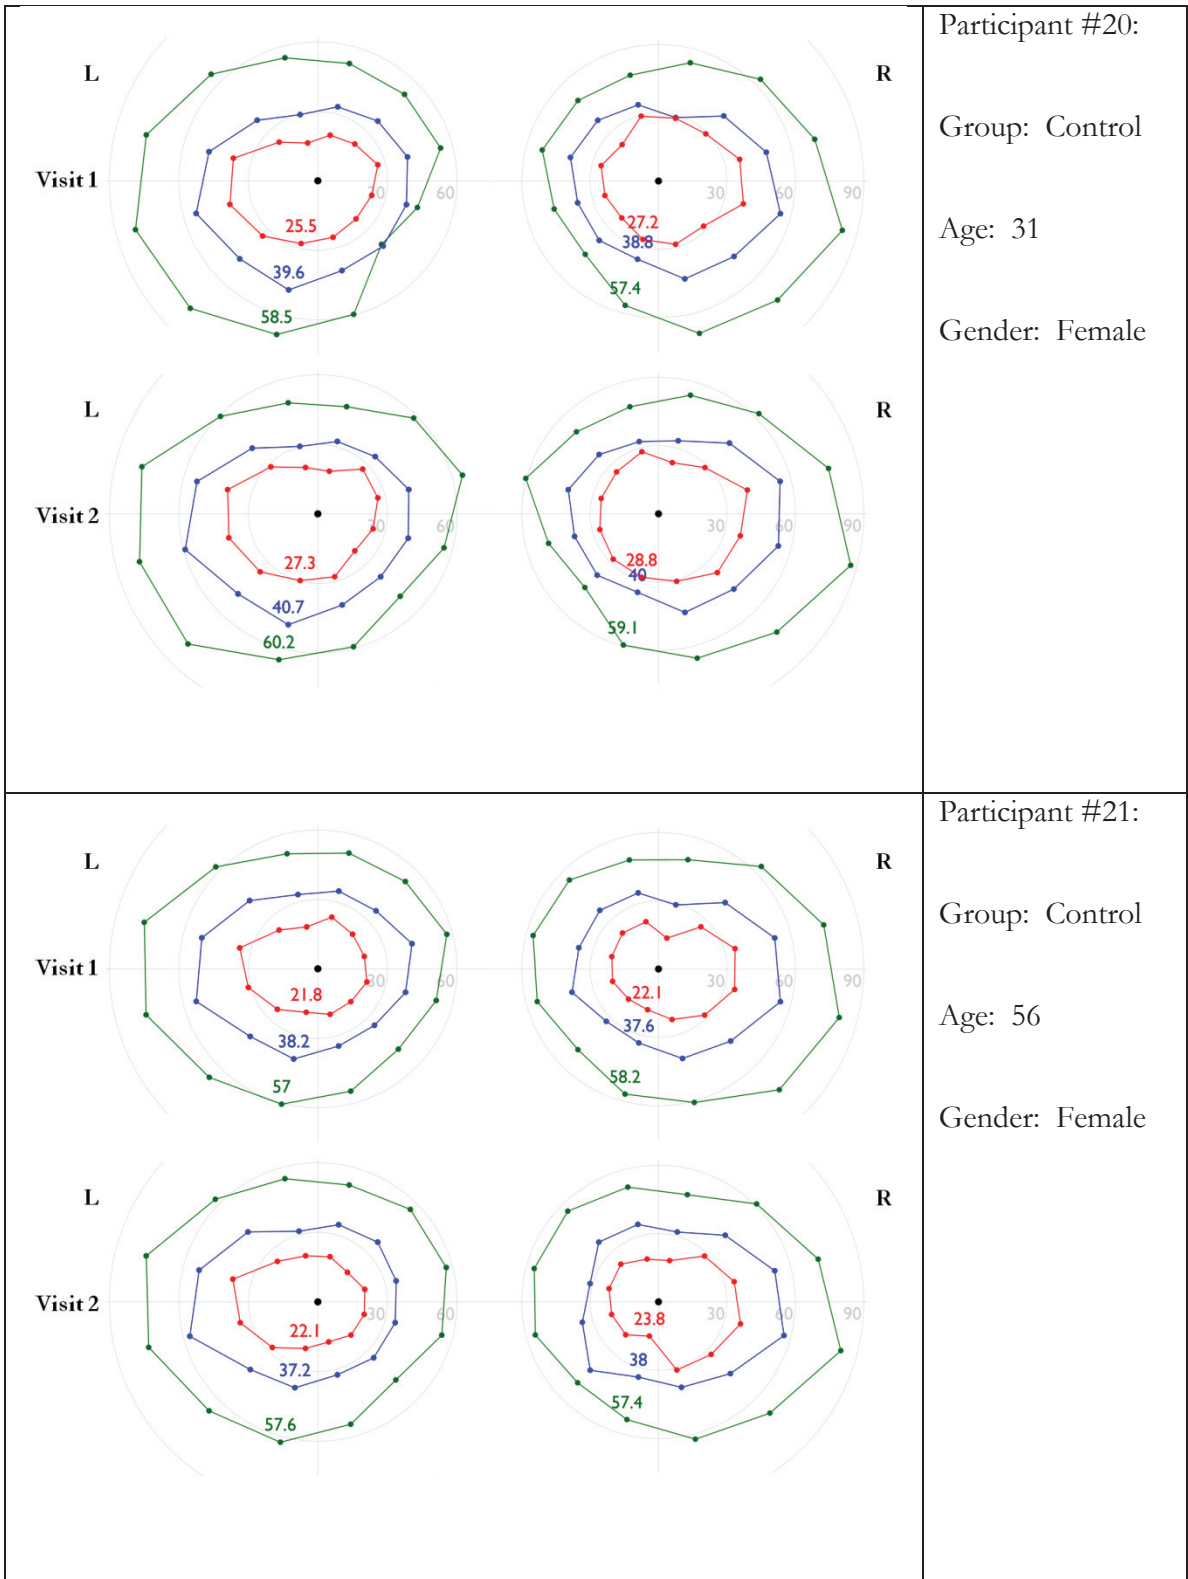 Participant #20:
L
R
Group: Control
Visit 1
30
60
30
60
90
25.5
27.2
38.8
Age: 31
39.6
57.4
58.5
Gender: Female
L
R
Visit 2
30
60
30
60
90
27.3
28.8
40
40.7
59.1
60.2
Participant #21:
L
R
Group: Control
Visit 1
30
60
30
60
90
21.8
22.1
37.6
Age: 56
38.2
57
58.2
Gender: Female
L
R
Visit 2
30
60
30
60
90
22.1
23.8
37.2
38
57.6
57.4